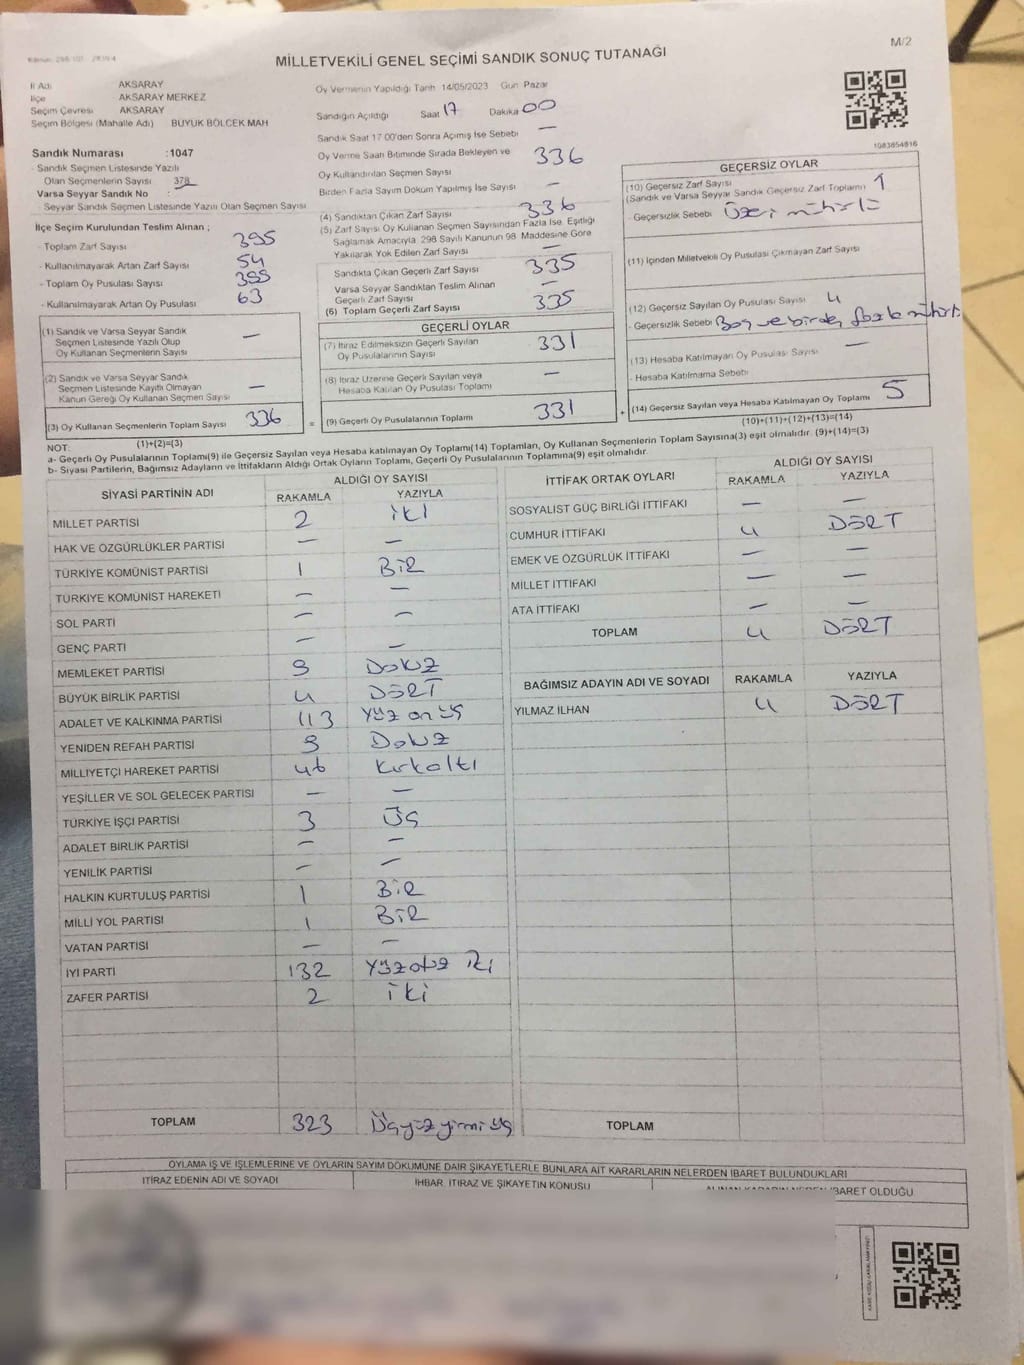 M/2
MİLLETVEKİLİ GENEL SEÇİMİ SANDIK SONUÇ TUTANAĞI
İl Adı AKSARAY
İlçe AKSARAY MERKEZ
Seçim Çevresi AKSARAY
Seçim Bölgesi (Mahalle Adı) BÜYÜK BÖLCEK MAH
Sandık Numarası :1047
- Sandık Seçmen Listesinde Yazılı
Olan Seçmenlerin Sayısı : 378
Varsa Seyyar Sandık No :
- Seyyar Sandık Seçmen Listesinde Yazılı Olan Seçmen Sayısı
İlçe Seçim Kurulundan Teslim Alınan ;
- Toplam Zarf Sayısı 395
- Kullanılmayarak Artan Zarf Sayısı 54
- Toplam Oy Pusulası Sayısı 395
- Kullanılmayarak Artan Oy Pusulası 63
(1) Sandık ve Varsa Seyyar Sandık
Seçmen Listesinde Yazılı Olup
Oy Kullanan Seçmenlerin Sayısı —
(2) Sandık ve Varsa Seyyar Sandık
Seçmen Listesinde Kayıtlı Olmayan
Kanun Gereği Oy Kullanan Seçmen Sayısı —
(3) Oy Kullanan Seçmenlerin Toplam Sayısı 336
(1)+(2)=(3)
Oy Vermenin Yapıldığı Tarih 14/05/2023 Gün Pazar
Sandığın Açıldığı Saat 17 Dakika 00
Sandık Saat 17 00'den Sonra Açılmış İse Sebebi —
Oy Verme Saati Bitiminde Sırada Bekleyen ve
Oy Kullandırılan Seçmen Sayısı 336
Birden Fazla Sayım Döküm Yapılmış İse Sayısı —
(4) Sandıktan Çıkan Zarf Sayısı 336
(5) Zarf Sayısı Oy Kullanan Seçmen Sayısından Fazla İse, Eşitliği
Sağlamak Amacıyla 298 Sayılı Kanunun 98 Maddesine Göre
Yakılarak Yok Edilen Zarf Sayısı —
Sandıkta Çıkan Geçerli Zarf Sayısı 335
Varsa Seyyar Sandıktan Teslim Alınan
Geçerli Zarf Sayısı —
(6) Toplam Geçerli Zarf Sayısı 335
GEÇERLİ OYLAR
(7) İtiraz Edilmeksizin Geçerli Sayılan
Oy Pusulalarının Sayısı 331
(8) İtiraz Üzerine Geçerli Sayılan veya
Hesaba Katılan Oy Pusulası Toplamı —
= (9) Geçerli Oy Pusulalarının Toplamı 331 +
1083854816
GEÇERSİZ OYLAR
(10) Geçersiz Zarf Sayısı
(Sandık ve Varsa Seyyar Sandık Geçersiz Zarf Toplamı) 1
- Geçersizlik Sebebi Üzeri mühürlü
(11) İçinden Milletvekili Oy Pusulası Çıkmayan Zarf Sayısı
(12) Geçersiz Sayılan Oy Pusulası Sayısı 4
- Geçersizlik Sebebi Boş ve birden fazla mühürlü
(13) Hesaba Katılmayan Oy Pusulası Sayısı —
- Hesaba Katılmama Sebebi
(14) Geçersiz Sayılan veya Hesaba Katılmayan Oy Toplamı 5
(10)+(11)+(12)+(13)=(14)
NOT:
a- Geçerli Oy Pusulalarının Toplamı(9) ile Geçersiz Sayılan veya Hesaba katılmayan Oy Toplamı(14) Toplamları, Oy Kullanan Seçmenlerin Toplam Sayısına(3) eşit olmalıdır. (9)+(14)=(3)
b- Siyasi Partilerin, Bağımsız Adayların ve İttifakların Aldığı Ortak Oyların Toplamı, Geçerli Oy Pusulalarının Toplamına(9) eşit olmalıdır.
SİYASİ PARTİNİN ADI ALDIĞI OY SAYISI
RAKAMLA YAZIYLA
MİLLET PARTİSİ 2 iki
HAK VE ÖZGÜRLÜKLER PARTİSİ — —
TÜRKİYE KOMÜNİST PARTİSİ 1 BİR
TÜRKİYE KOMÜNİST HAREKETİ — —
SOL PARTİ — —
GENÇ PARTİ — —
MEMLEKET PARTİSİ 9 Dokuz
BÜYÜK BİRLİK PARTİSİ 4 DÖRT
ADALET VE KALKINMA PARTİSİ 113 Yüz on üç
YENİDEN REFAH PARTİSİ 9 Dokuz
MİLLİYETÇİ HAREKET PARTİSİ 46 Kırkaltı
YEŞİLLER VE SOL GELECEK PARTİSİ — —
TÜRKİYE İŞÇİ PARTİSİ 3 Üç
ADALET BİRLİK PARTİSİ — —
YENİLİK PARTİSİ — —
HALKIN KURTULUŞ PARTİSİ 1 BİR
MİLLİ YOL PARTİSİ 1 BİR
VATAN PARTİSİ — —
İYİ PARTİ 132 Yüzotuz iki
ZAFER PARTİSİ 2 iki
TOPLAM 323 Üçyüzyirmi üç
İTTİFAK ORTAK OYLARI ALDIĞI OY SAYISI
RAKAMLA YAZIYLA
SOSYALİST GÜÇ BİRLİĞİ İTTİFAKI — —
CUMHUR İTTİFAKI 4 DÖRT
EMEK VE ÖZGÜRLÜK İTTİFAKI — —
MİLLET İTTİFAKI — —
ATA İTTİFAKI — —
TOPLAM 4 DÖRT
BAĞIMSIZ ADAYIN ADI VE SOYADI RAKAMLA YAZIYLA
YILMAZ İLHAN 4 DÖRT
TOPLAM
OYLAMA İŞ VE İŞLEMLERİNE VE OYLARIN SAYIM DÖKÜMÜNE DAİR ŞİKAYETLERLE BUNLARA AİT KARARLARIN NELERDEN İBARET BULUNDUKLARI
İTİRAZ EDENİN ADI VE SOYADI İHBAR, İTİRAZ VE ŞİKAYETİN KONUSU İBARET OLDUĞU